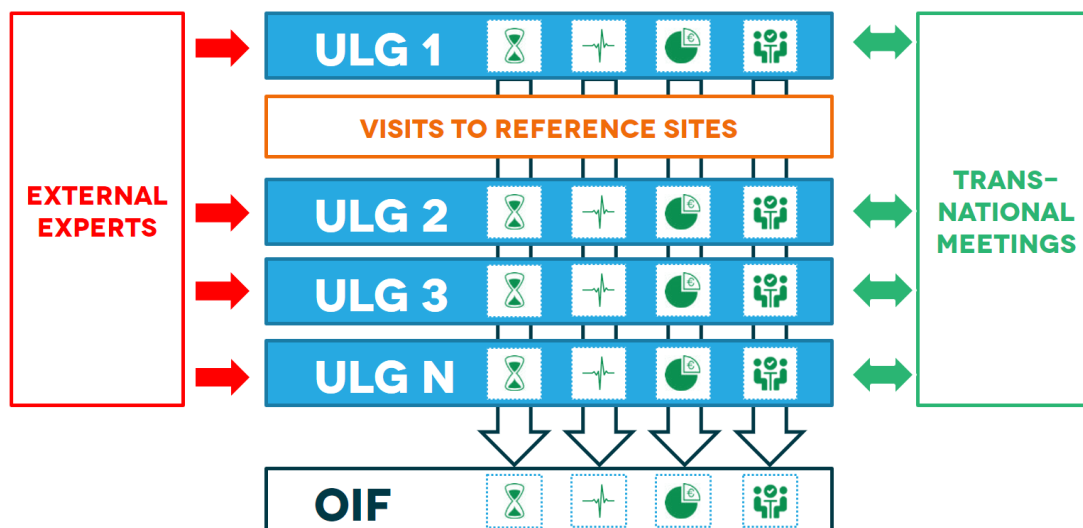 EXTERNAL
EXPERTS
ULG 1
€
VISITS TO REFERENCE SITES
ULG 2
€
ULG 3
€
ULG N
€
OIF
€
TRANS-
NATIONAL
MEETINGS